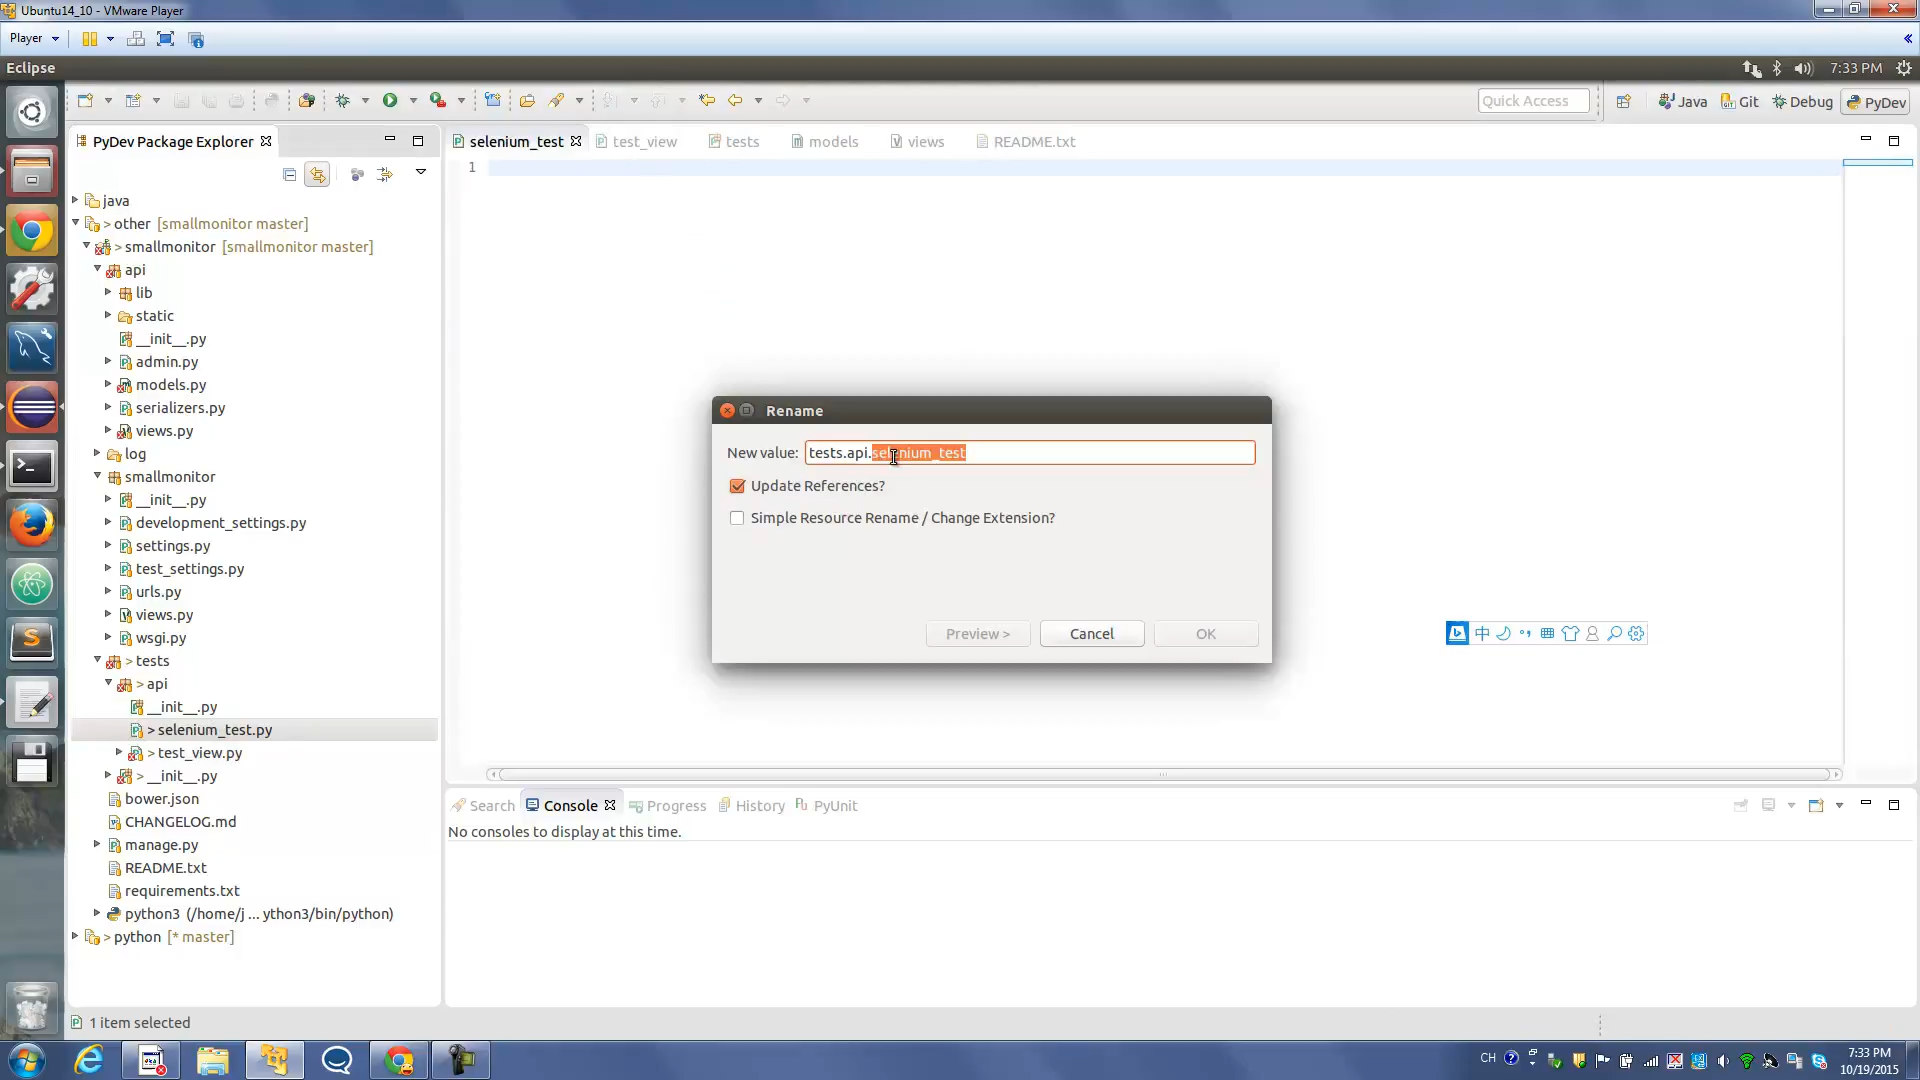 Ubuntu14_10 - VMware Player
Player
Eclipse
7:33 PM
Quick Access
Java
Git
Debug
PyDev
PyDev Package Explorer
selenium_test
test_view
tests
models
views
README.txt
1
java
> other [smallmonitor master]
> smallmonitor [smallmonitor master]
api
lib
static
__init__.py
admin.py
models.py
serializers.py
views.py
log
smallmonitor
__init__.py
development_settings.py
settings.py
test_settings.py
urls.py
views.py
wsgi.py
> tests
> api
__init__.py
> selenium_test.py
> test_view.py
> __init__.py
bower.json
CHANGELOG.md
manage.py
README.txt
requirements.txt
python3 (/home/j ... ython3/bin/python)
> python [* master]
Rename
New value: tests.api.selenium_test
Update References?
Simple Resource Rename / Change Extension?
Preview >
Cancel
OK
中
Search
Console
Progress
History
PyUnit
No consoles to display at this time.
1 item selected
CH
7:33 PM
10/19/2015